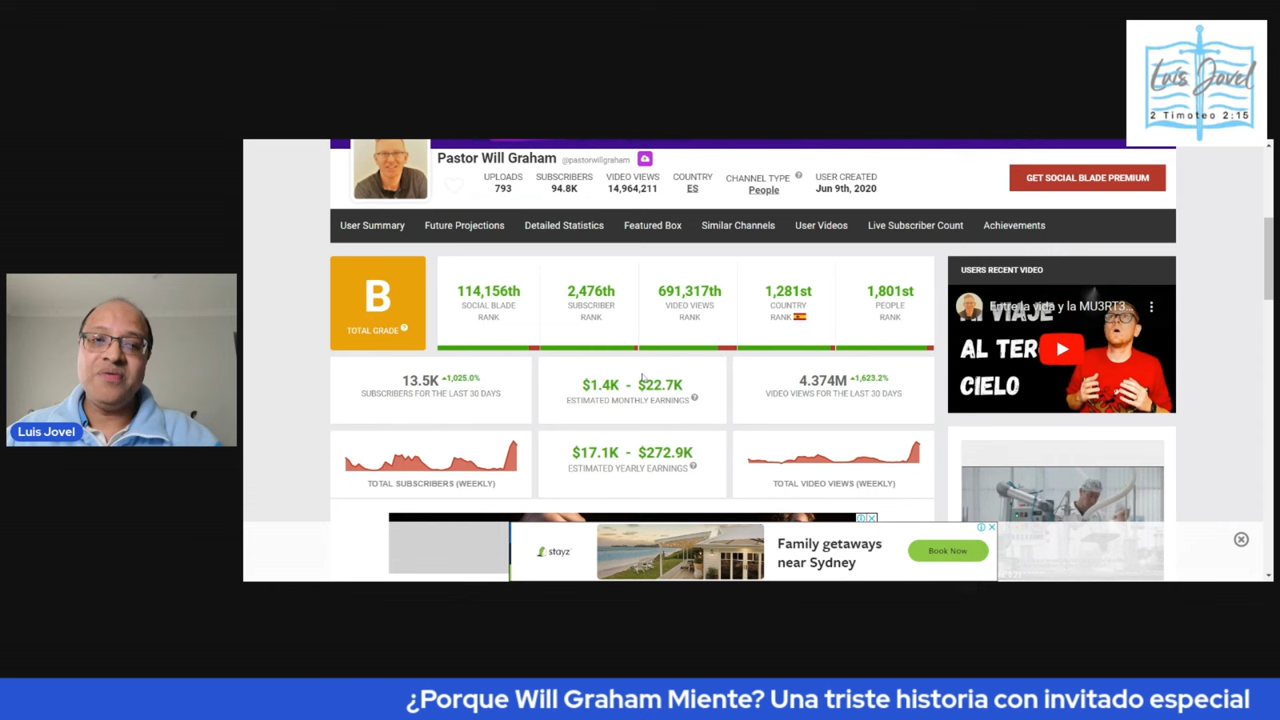 Luis Jovel
2 Timoteo 2:15
Pastor Will Graham @pastorwillgraham
UPLOADS
793
SUBSCRIBERS
94.8K
VIDEO VIEWS
14,964,211
COUNTRY
ES
CHANNEL TYPE
People
USER CREATED
Jun 9th, 2020
GET SOCIAL BLADE PREMIUM
User Summary
Future Projections
Detailed Statistics
Featured Box
Similar Channels
User Videos
Live Subscriber Count
Achievements
B
TOTAL GRADE
114,156th
SOCIAL BLADE
RANK
2,476th
SUBSCRIBER
RANK
691,317th
VIDEO VIEWS
RANK
1,281st
COUNTRY
RANK
1,801st
PEOPLE
RANK
USERS RECENT VIDEO
Entre la vida y la MU3RT3...
MI VIAJE
AL TER
CIELO
13.5K 1,025.0%
SUBSCRIBERS FOR THE LAST 30 DAYS
$1.4K - $22.7K
ESTIMATED MONTHLY EARNINGS
4.374M 1,623.2%
VIDEO VIEWS FOR THE LAST 30 DAYS
TOTAL SUBSCRIBERS (WEEKLY)
$17.1K - $272.9K
ESTIMATED YEARLY EARNINGS
TOTAL VIDEO VIEWS (WEEKLY)
Luis Jovel
stayz
Family getaways
near Sydney
Book Now
¿Porque Will Graham Miente? Una triste historia con invitado especial